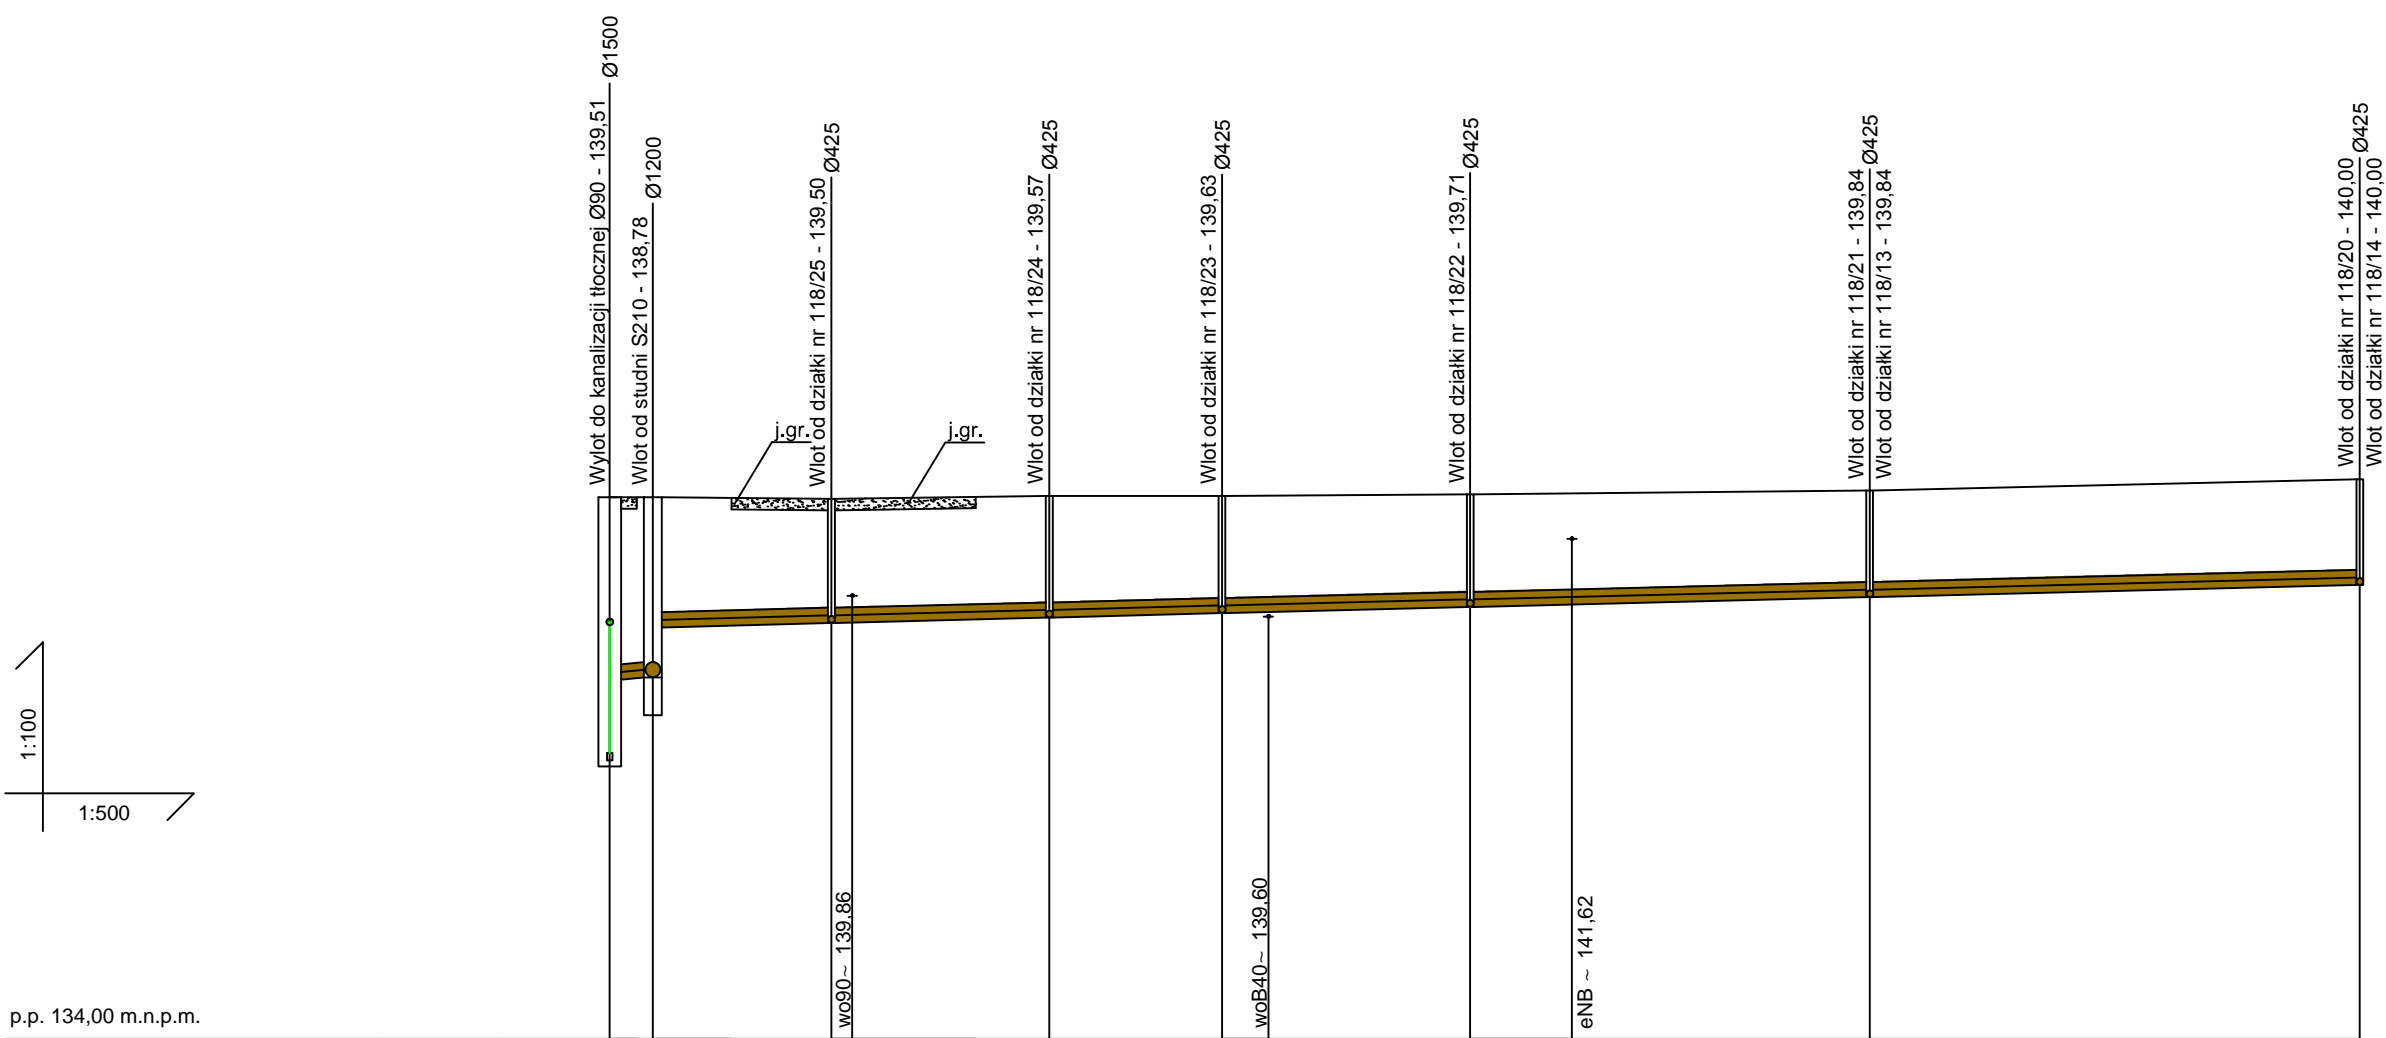 Wylot do kanalizacji tłocznej Ø90 - 139,51
Ø1500
Wlot od studni S210 - 138,78
Ø1200
Wlot od działki nr 118/25 - 139,50
Ø425
Wlot od działki nr 118/24 - 139,57
Ø425
Wlot od działki nr 118/23 - 139,63
Ø425
Wlot od działki nr 118/22 - 139,71
Ø425
Wlot od działki nr 118/21 - 139,84
Ø425
Wlot od działki nr 118/13 - 139,84
Wlot od działki nr 118/20 - 140,00
Ø425
Wlot od działki nr 118/14 - 140,00
j.gr.
j.gr.
1:100
1:500
wo90~ 139,86
woB40~ 139,60
eNB ~ 141,62
p.p. 134,00 m.n.p.m.